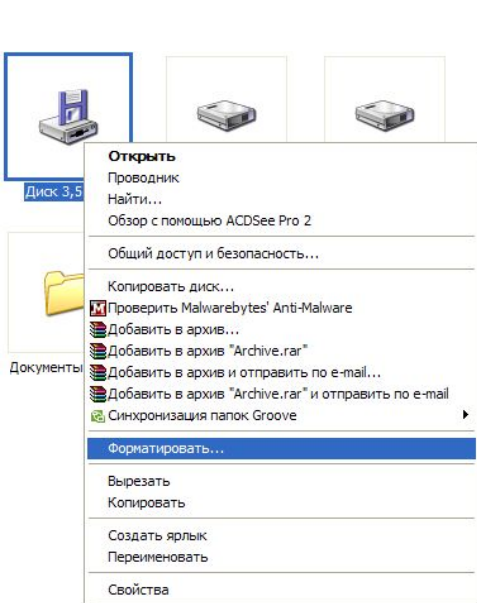 Открыть
Диск 3,5
Проводник
Найти...
Обзор с помощью ACDSee Pro 2
Общий доступ и безопасность...
Копировать диск...
Проверить Malwarebytes' Anti-Malware
Добавить в архив...
Добавить в архив "Archive.rar"
Документы
Добавить в архив и отправить по e-mail...
Добавить в архив "Archive.rar" и отправить по e-mail
Синхронизация папок Groove
Форматировать...
Вырезать
Копировать
Создать ярлык
Переименовать
Свойства